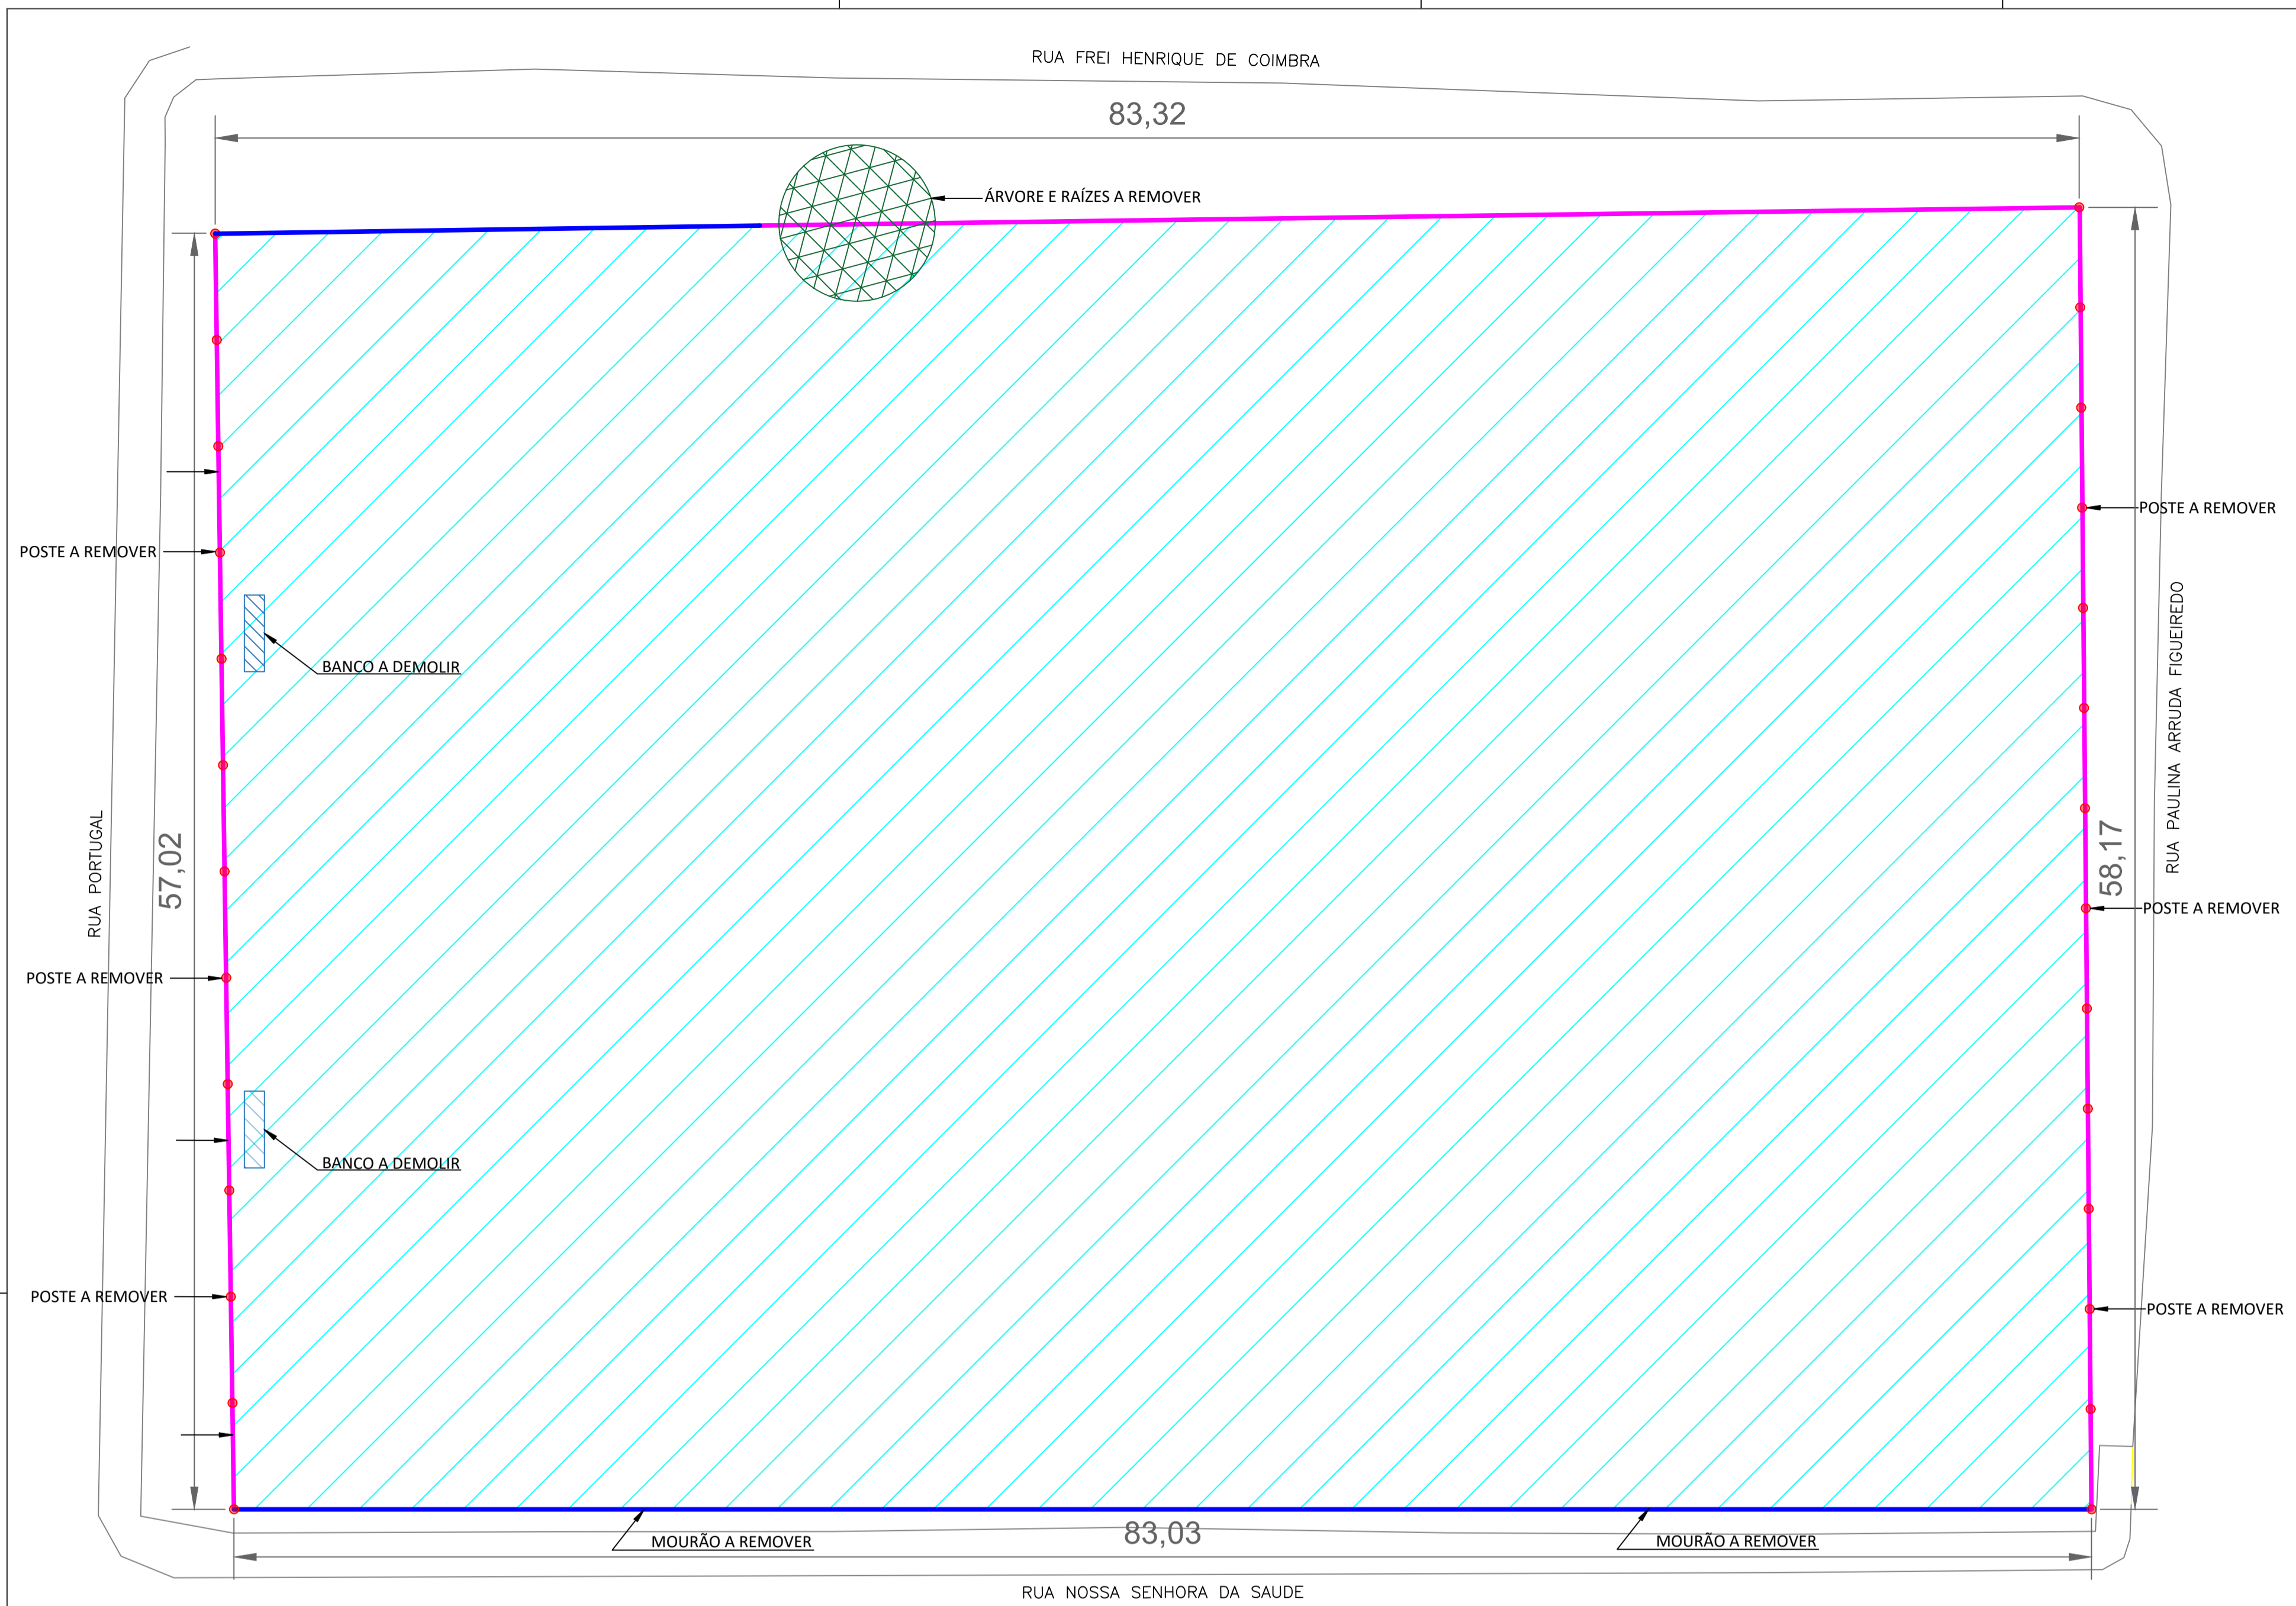 RUA FREI HENRIQUE DE COIMBRA
83,32
ÁRVORE E RAÍZES A REMOVER
POSTE A REMOVER
POSTE A REMOVER
BANCO A DEMOLIR
RUA PAULINA ARRUDA FIGUEIREDO
RUA PORTUGAL
57,02
58,17
POSTE A REMOVER
POSTE A REMOVER
BANCO A DEMOLIR
POSTE A REMOVER
POSTE A REMOVER
83,03
MOURÃO A REMOVER
MOURÃO A REMOVER
RUA NOSSA SENHORA DA SAUDE